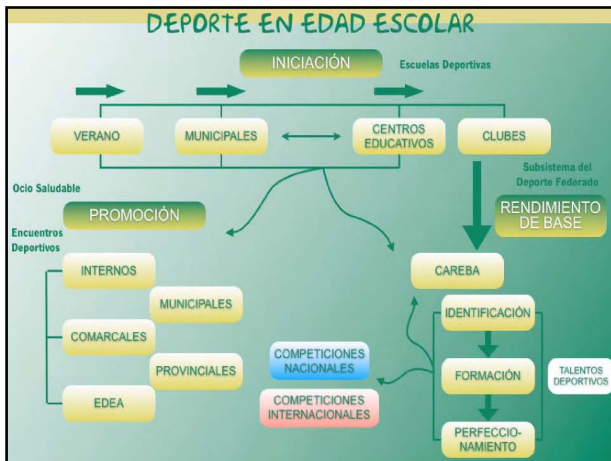 DEPORTE EN EDAD ESCOLAR
INICIACIÓN
Escuelas Deportivas
VERANO
MUNICIPALES
CENTROS
EDUCATIVOS
CLUBES
Subsistema del
Deporte Federado
Ocio Saludable
PROMOCIÓN
RENDIMIENTO
DE BASE
Encuentros
Deportivos
INTERNOS
CAREBA
MUNICIPALES
IDENTIFICACIÓN
COMARCALES
COMPETICIONES
NACIONALES
PROVINCIALES
FORMACIÓN
TALENTOS
DEPORTIVOS
EDEA
COMPETICIONES
INTERNACIONALES
PERFECCIO-
NAMIENTO